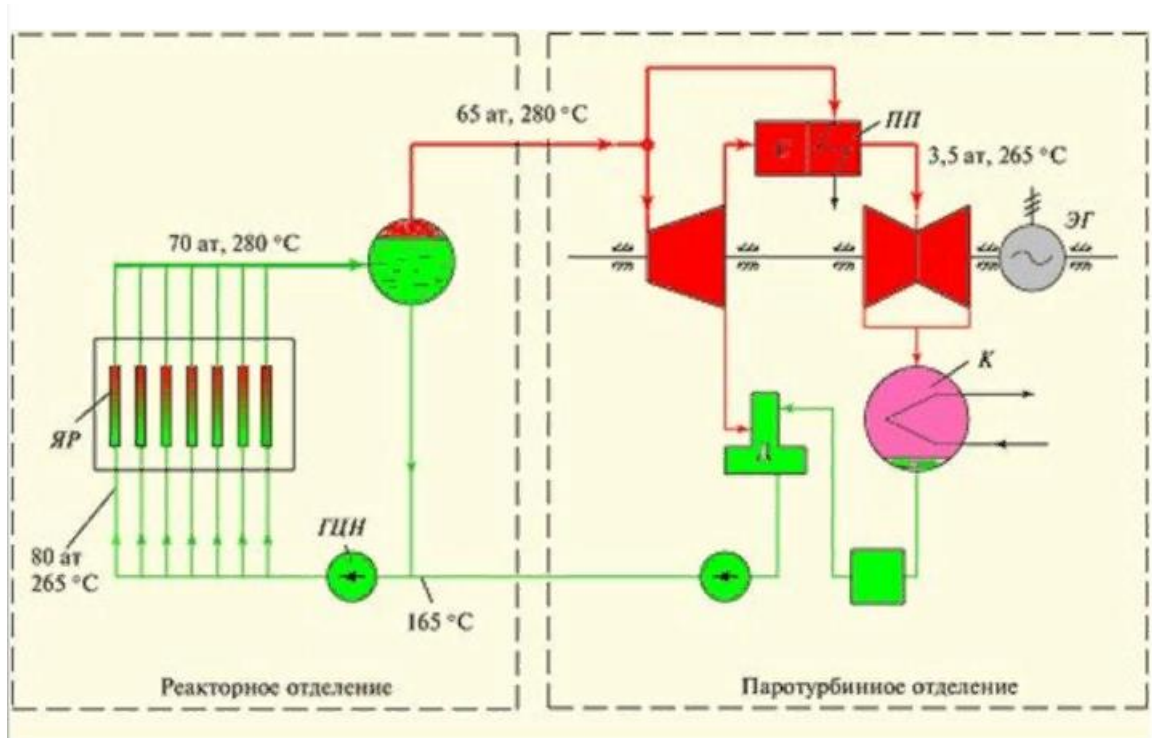 65 ат, 280 °С
ПП
3,5 ат, 265 °С
ЭГ
70 ат, 280 °С
К
ЯР
Д
ГЦН
80 ат
265 °С
165 °С
Реакторное отделение
Паротурбинное отделение